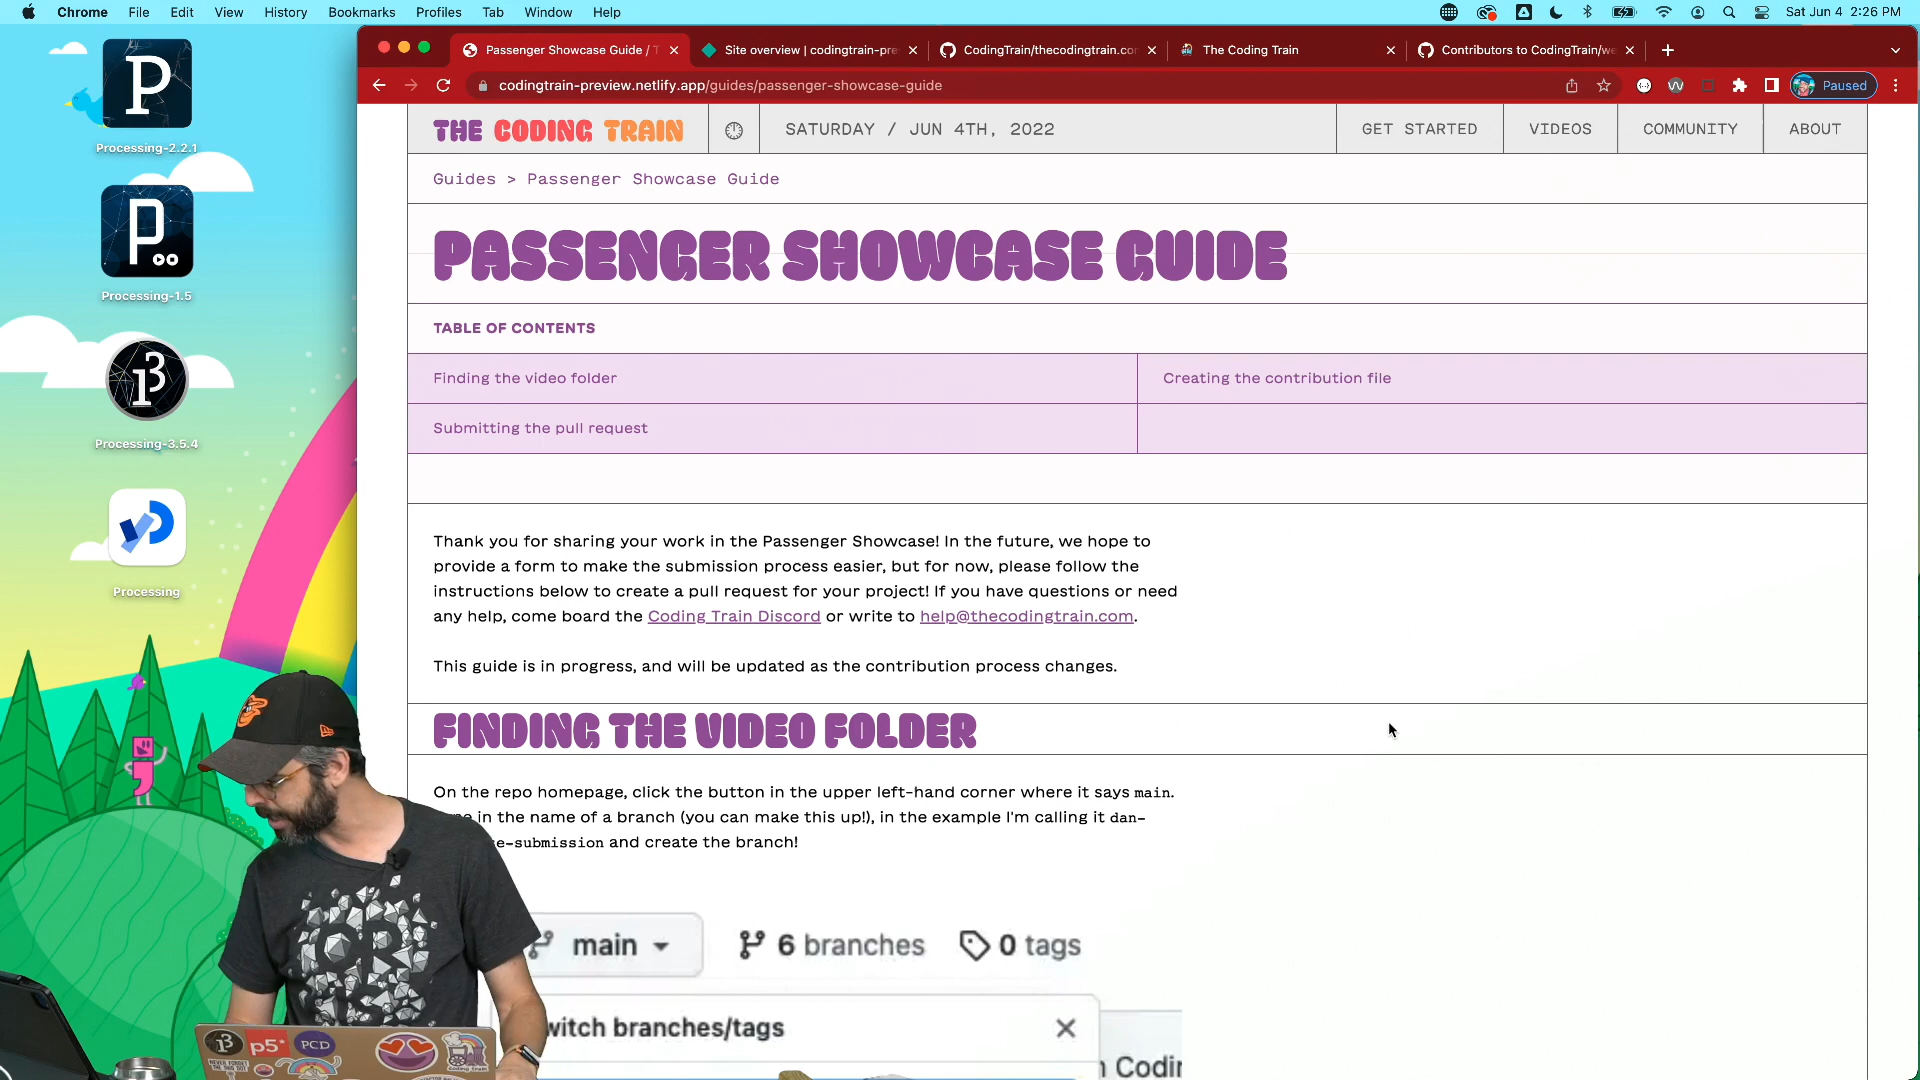 Chrome File Edit View History Bookmarks Profiles Tab Window Help
Sat Jun 4 2:26 PM
Passenger Showcase Guide / T
Site overview | codingtrain-pre
CodingTrain/thecodingtrain.co
The Coding Train
Contributors to CodingTrain/we
codingtrain-preview.netlify.app/guides/passenger-showcase-guide
Paused
THE CODING TRAIN
SATURDAY / JUN 4TH, 2022
GET STARTED
VIDEOS
COMMUNITY
ABOUT
Guides > Passenger Showcase Guide
PASSENGER SHOWCASE GUIDE
TABLE OF CONTENTS
Finding the video folder
Creating the contribution file
Submitting the pull request
Thank you for sharing your work in the Passenger Showcase! In the future, we hope to
provide a form to make the submission process easier, but for now, please follow the
instructions below to create a pull request for your project! If you have questions or need
any help, come board the Coding Train Discord or write to help@thecodingtrain.com.
This guide is in progress, and will be updated as the contribution process changes.
FINDING THE VIDEO FOLDER
On the repo homepage, click the button in the upper left-hand corner where it says main.
in the name of a branch (you can make this up!), in the example I'm calling it dan-
e-submission and create the branch!
main
6 branches
0 tags
witch branches/tags
Processing-2.2.1
Processing-1.5
Processing-3.5.4
Processing
p5*
PCD